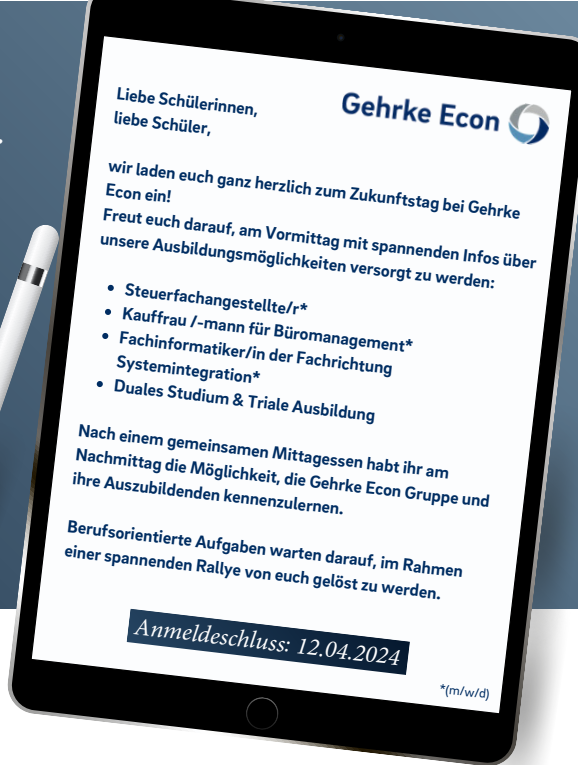 Gehrke Econ
Liebe Schülerinnen,
liebe Schüler,
wir laden euch ganz herzlich zum Zukunftstag bei Gehrke
Econ ein!
Freut euch darauf, am Vormittag mit spannenden Infos über
unsere Ausbildungsmöglichkeiten versorgt zu werden:
• Steuerfachangestellte/r*
• Kauffrau /-mann für Büromanagement*
• Fachinformatiker/in der Fachrichtung
Systemintegration*
• Duales Studium & Triale Ausbildung
Nach einem gemeinsamen Mittagessen habt ihr am
Nachmittag die Möglichkeit, die Gehrke Econ Gruppe und
ihre Auszubildenden kennenzulernen.
Berufsorientierte Aufgaben warten darauf, im Rahmen
einer spannenden Rallye von euch gelöst zu werden.
Anmeldeschluss: 12.04.2024
*(m/w/d)